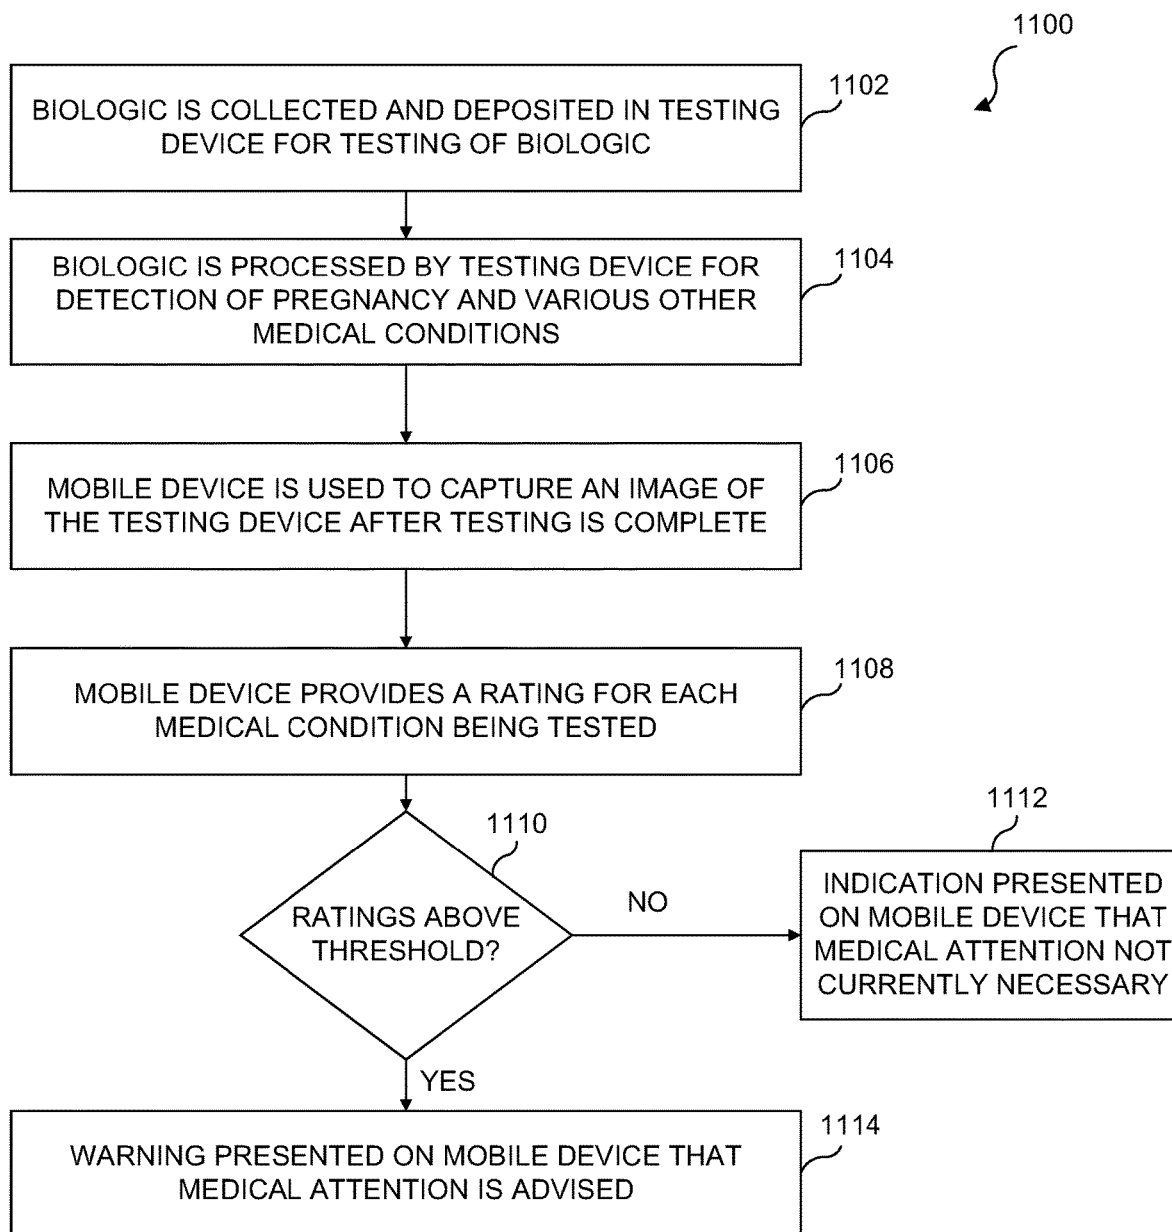 1100
BIOLOGIC IS COLLECTED AND DEPOSITED IN TESTING
DEVICE FOR TESTING OF BIOLOGIC
1102
BIOLOGIC IS PROCESSED BY TESTING DEVICE FOR
DETECTION OF PREGNANCY AND VARIOUS OTHER
MEDICAL CONDITIONS
1104
MOBILE DEVICE IS USED TO CAPTURE AN IMAGE OF
THE TESTING DEVICE AFTER TESTING IS COMPLETE
1106
MOBILE DEVICE PROVIDES A RATING FOR EACH
MEDICAL CONDITION BEING TESTED
1108
RATINGS ABOVE
THRESHOLD?
1110
NO
1112
INDICATION PRESENTED
ON MOBILE DEVICE THAT
MEDICAL ATTENTION NOT
CURRENTLY NECESSARY
YES
WARNING PRESENTED ON MOBILE DEVICE THAT
MEDICAL ATTENTION IS ADVISED
1114